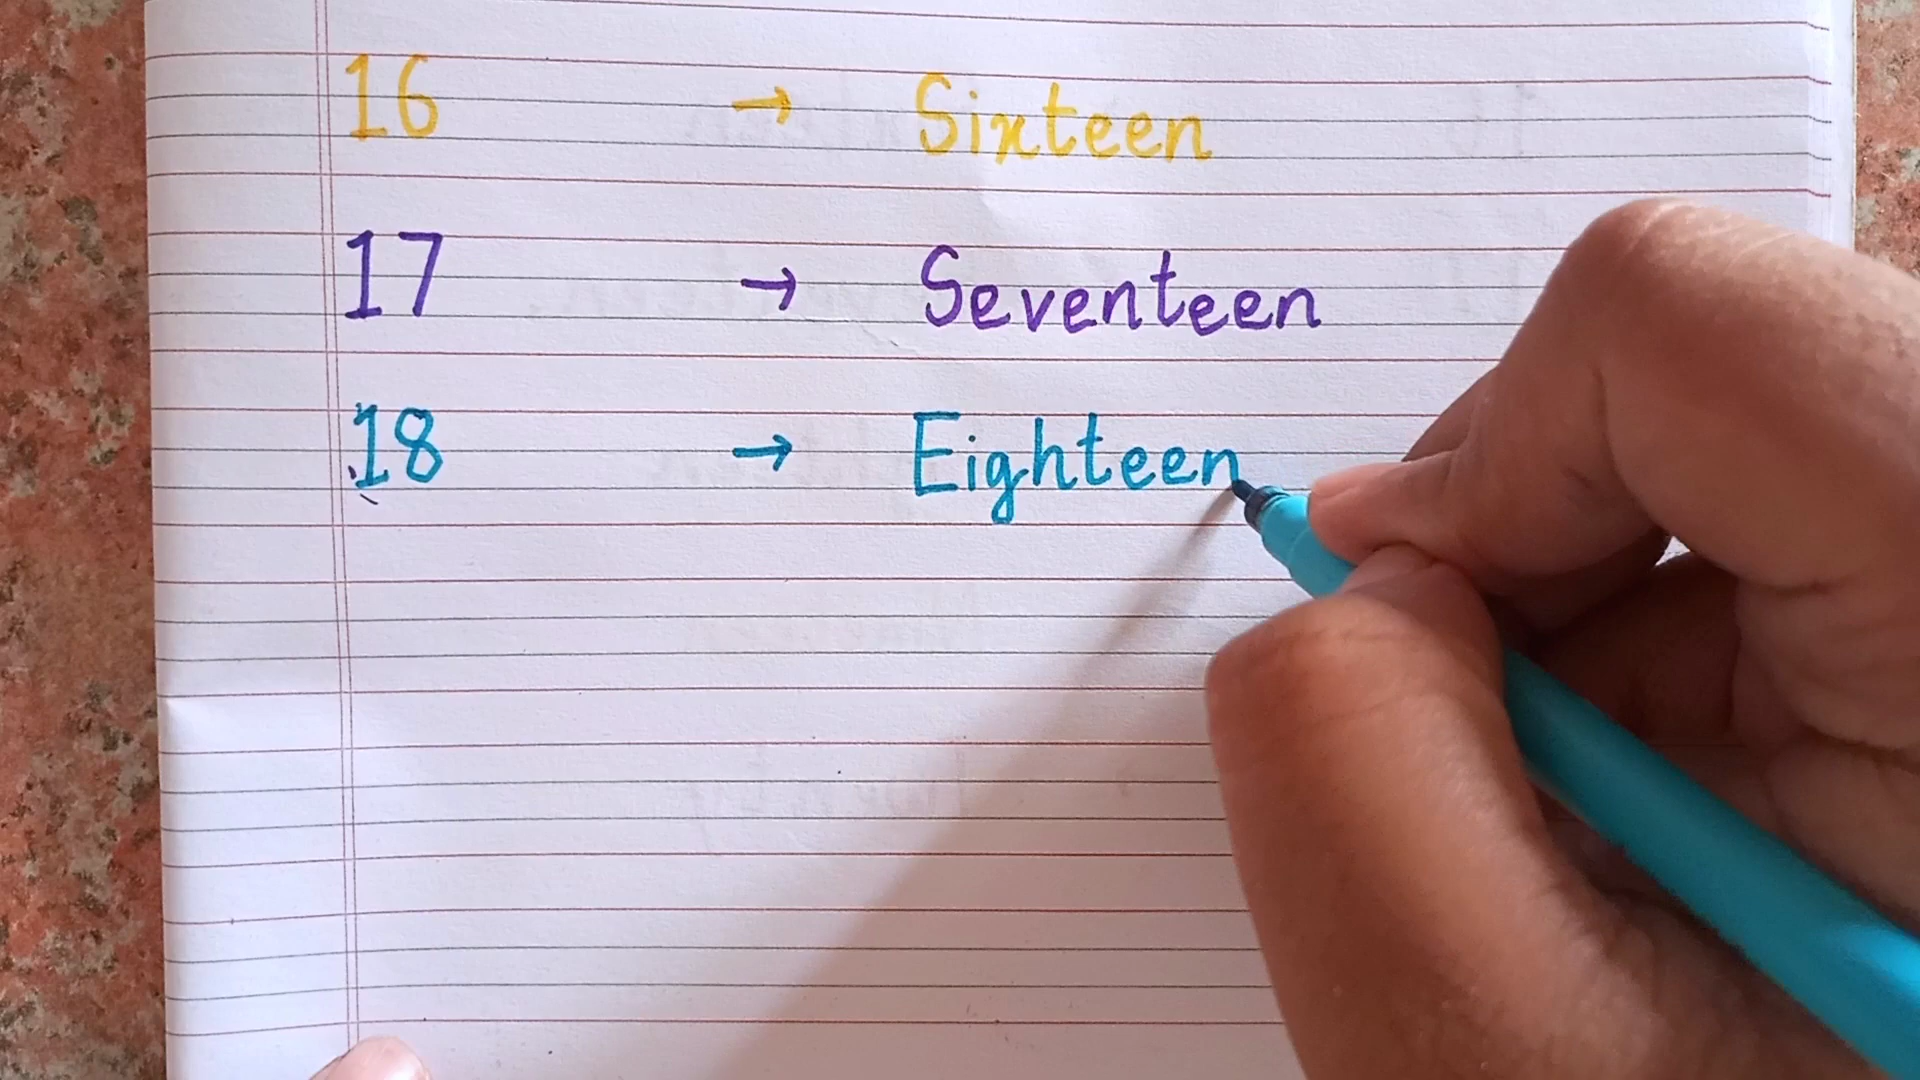 16 → Sixteen
17 → Seventeen
18 → Eighteen